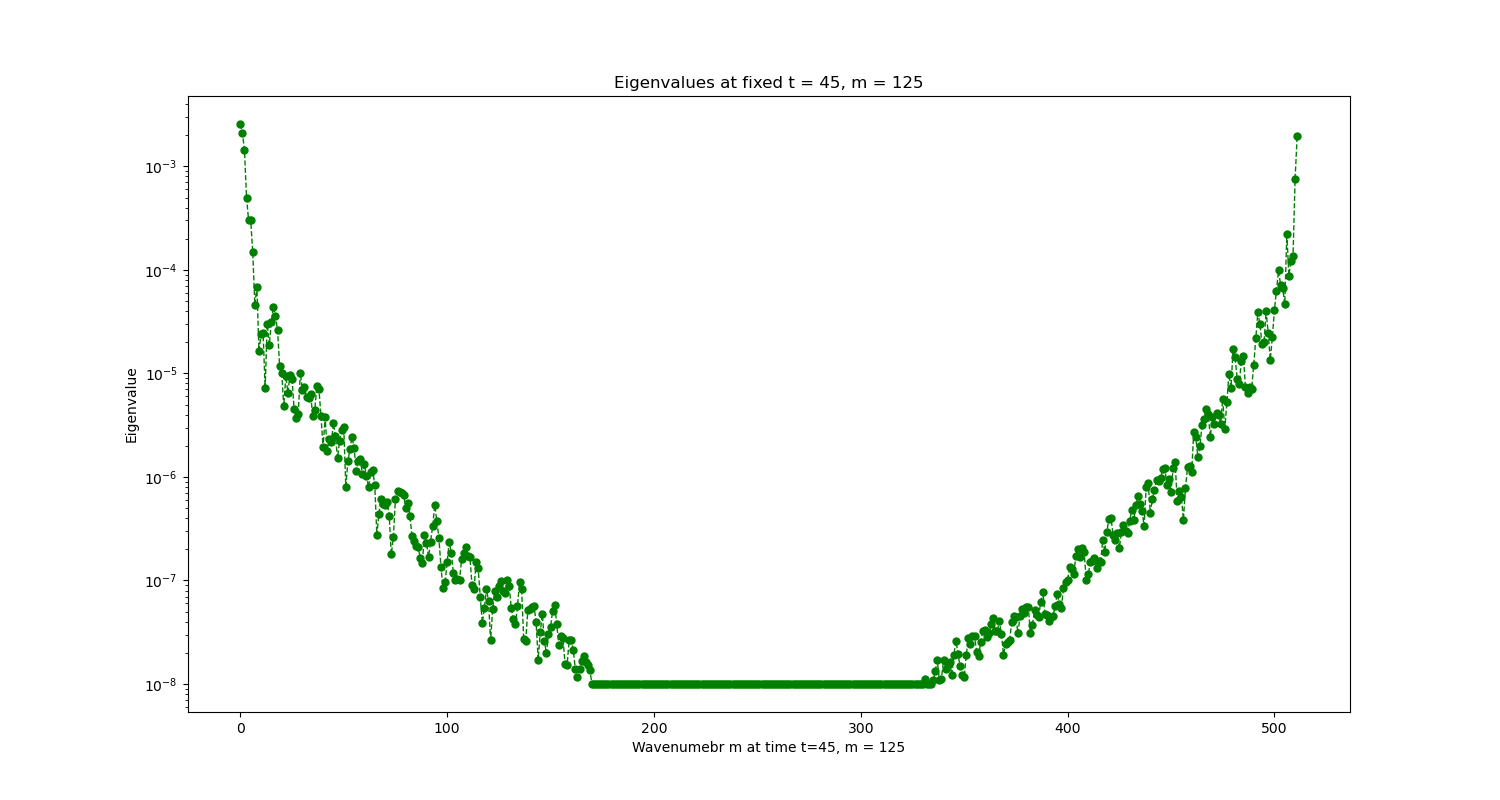 Eigenvalues at fixed t = 45, m = 125
Eigenvalue
10⁻³
10⁻⁴
10⁻⁵
10⁻⁶
10⁻⁷
10⁻⁸
0 100 200 300 400 500
Wavenumebr m at time t=45, m = 125